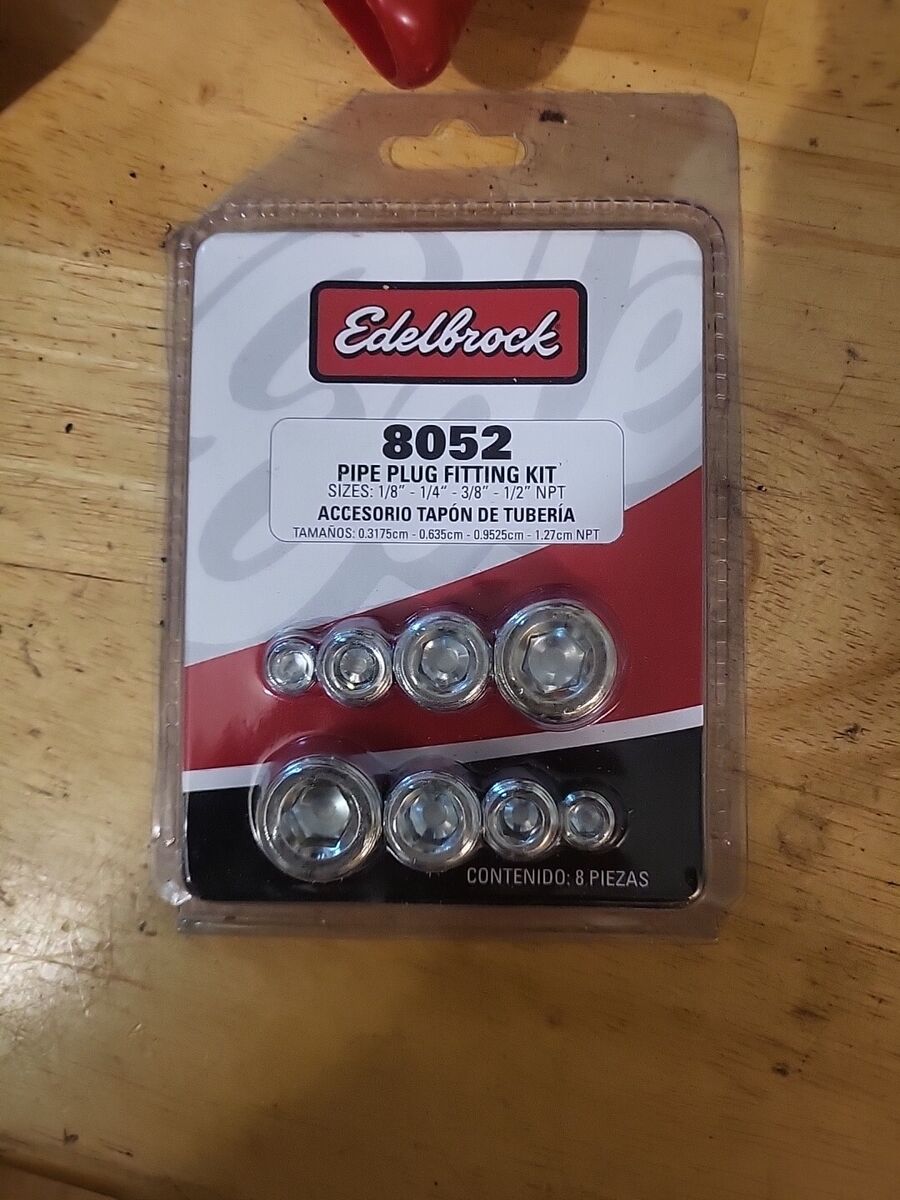 Edelbrock
8052
PIPE PLUG FITTING KIT
SIZES: 1/8" - 1/4" - 3/8" - 1/2" NPT
ACCESORIO TAPÓN DE TUBERÍA
TAMAÑOS: 0.3175cm - 0.635cm - 0.9525cm - 1.27cm NPT
CONTENIDO: 8 PIEZAS